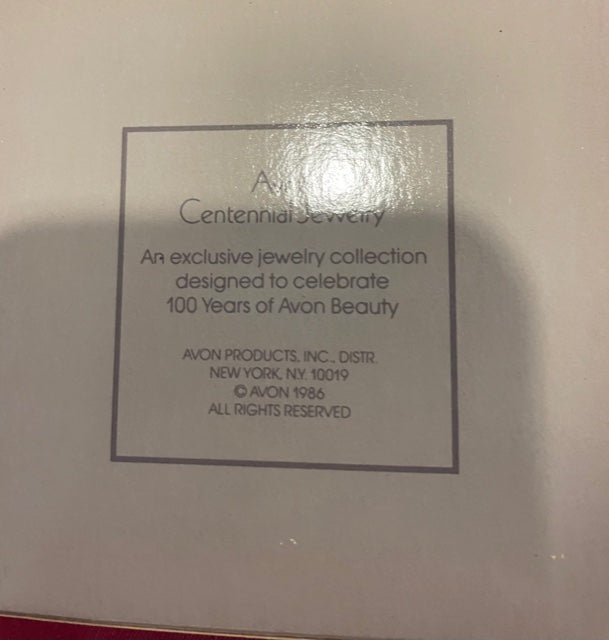 Centennial Jewelry
An exclusive jewelry collection
designed to celebrate
100 Years of Avon Beauty
AVON PRODUCTS, INC., DISTR.
NEW YORK, N.Y. 10019
© AVON 1986
ALL RIGHTS RESERVED